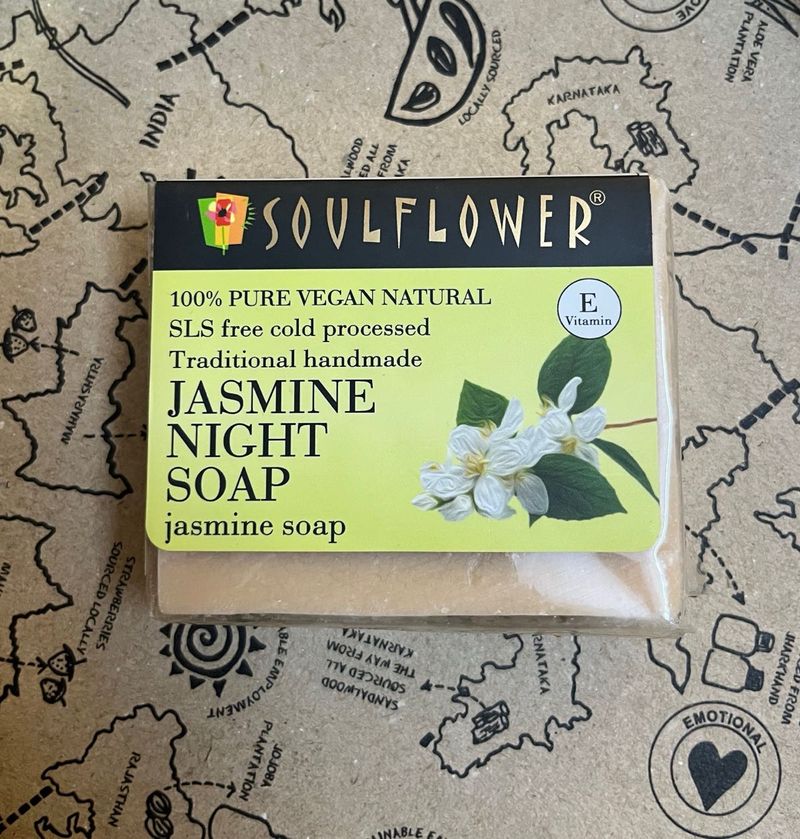 LOCALLY SOURCED
ALOE VERA
PLANTATION
KARNATAKA
INDIA
SOULFLOWER®
100% PURE VEGAN NATURAL
SLS free cold processed
Traditional handmade
E
Vitamin
JASMINE
NIGHT
SOAP
jasmine soap
MAHARASHTRA
STRAWBERRIES
SOURCED LOCALLY
SANDALWOOD
SOURCED ALL
THE WAY FROM
KARNATAKA
EMPLOYMENT
JHARKHAND
EMOTIONAL
JOJOBA
PLANTATION
RAJASTHAN